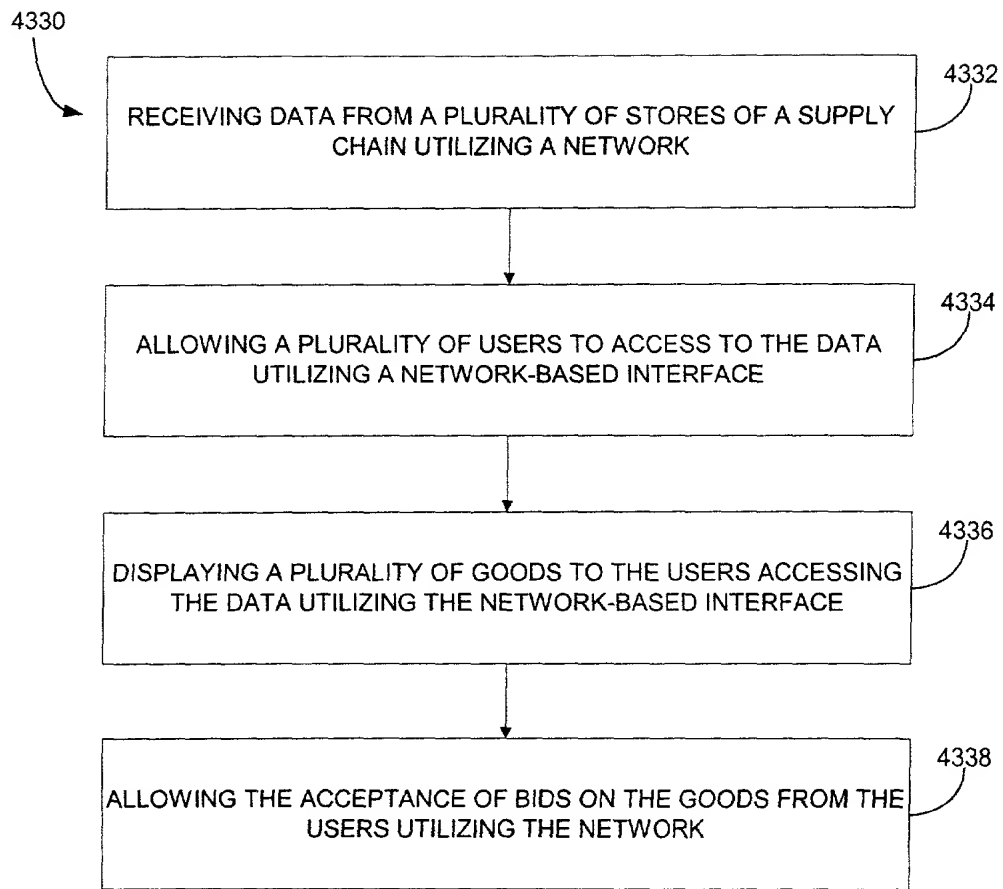 4330
4332
RECEIVING DATA FROM A PLURALITY OF STORES OF A SUPPLY
CHAIN UTILIZING A NETWORK
4334
ALLOWING A PLURALITY OF USERS TO ACCESS TO THE DATA
UTILIZING A NETWORK-BASED INTERFACE
4336
DISPLAYING A PLURALITY OF GOODS TO THE USERS ACCESSING
THE DATA UTILIZING THE NETWORK-BASED INTERFACE
4338
ALLOWING THE ACCEPTANCE OF BIDS ON THE GOODS FROM THE
USERS UTILIZING THE NETWORK